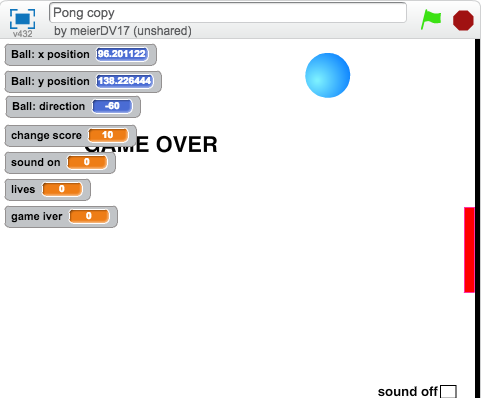 Pong copy
v432
by meierDV17 (unshared)
Ball: x position 96.201122
Ball: y position 138.226444
Ball: direction -60
change score 10
GAME OVER
sound on 0
lives 0
game iver 0
sound off